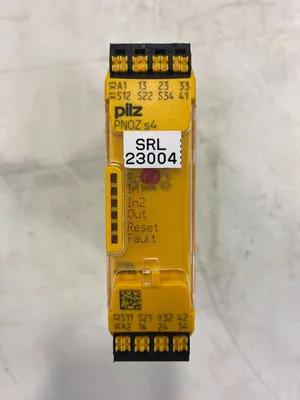 A1 13 23 33
S12 S22 S34 41
pilz
PNOZ s4
SRL
23004
In1
In2
Out
Reset
Fault
S11 S21 Y32 42
A2 14 24 34